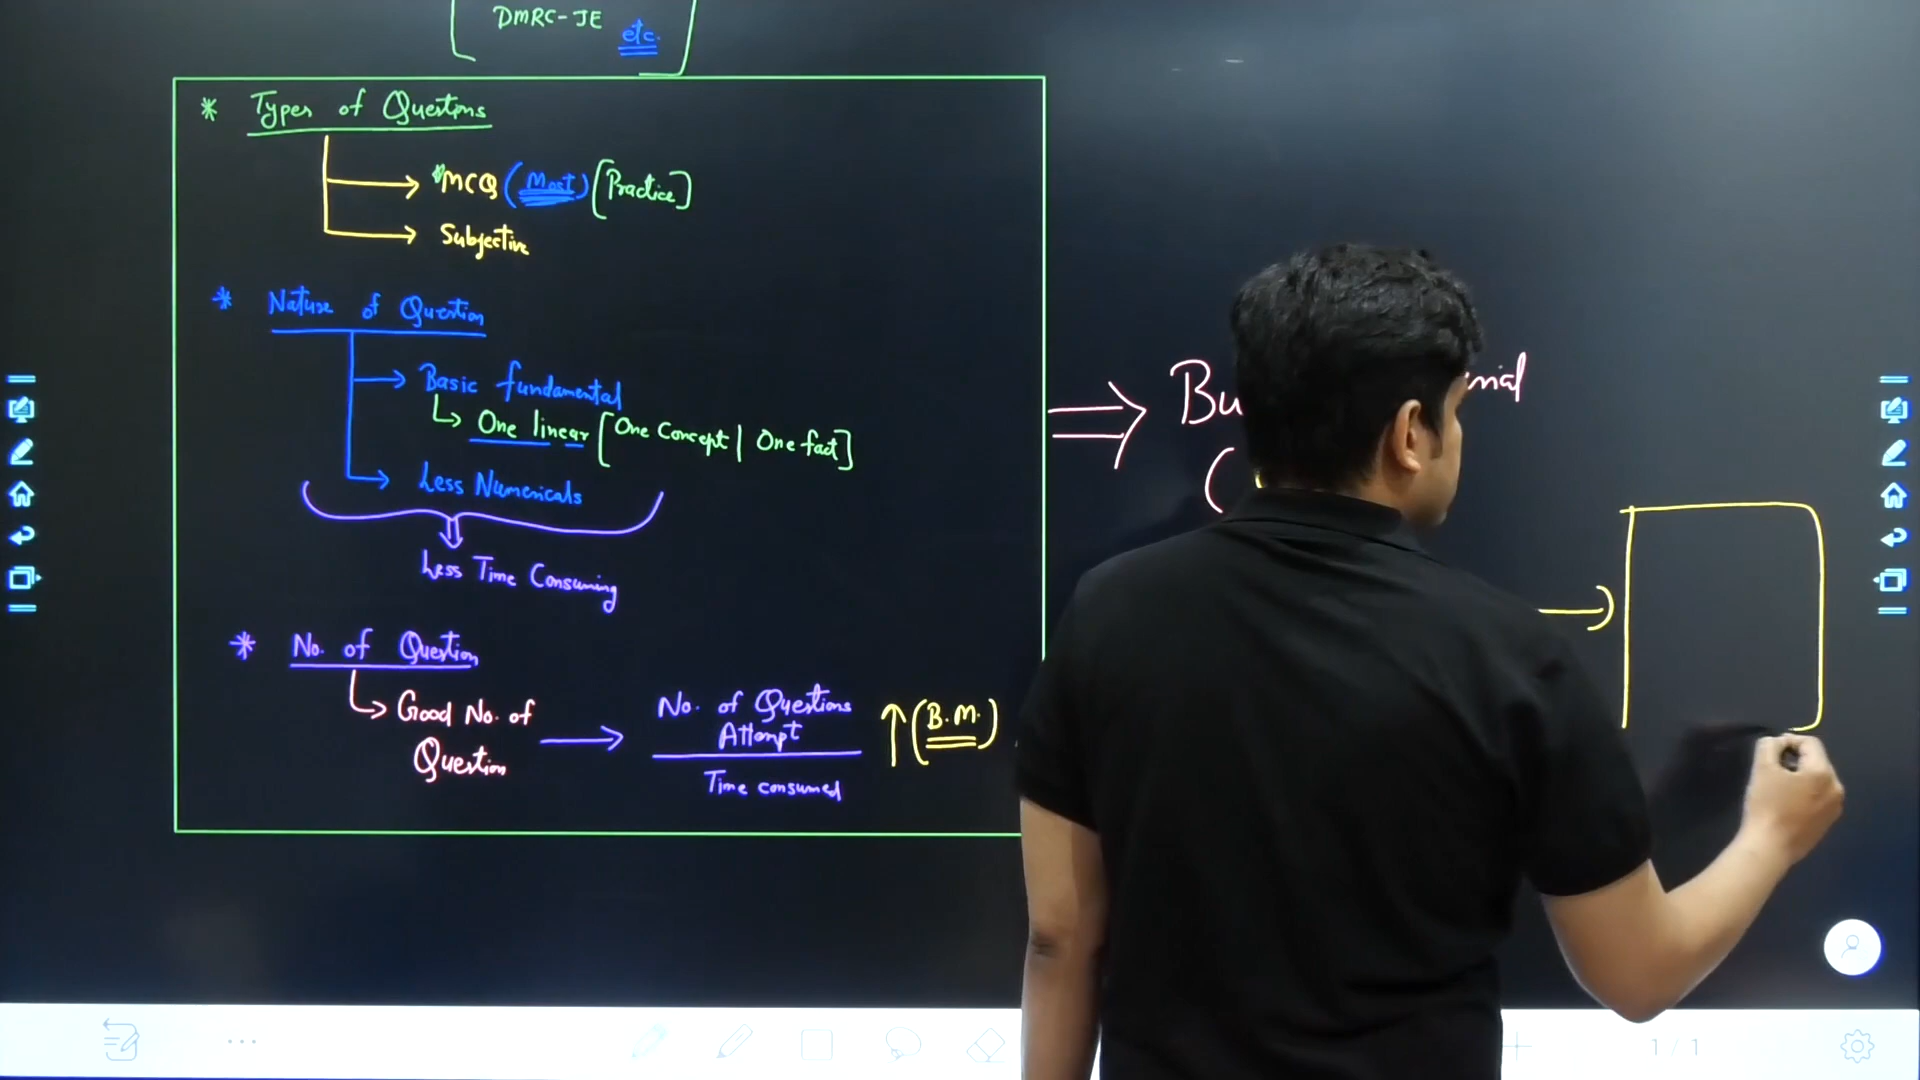 DMRC-JE etc.
* Types of Questions
MCQ (Most) [Practice]
Subjective
* Nature of Question
Basic fundamental
One linear [One Concept | One fact]
Less Numericals
Less Time Consuming
* No. of Question
Good No. of
Question
No. of Questions
Attempt
Time consumed
↑ (B.M.)
1/1